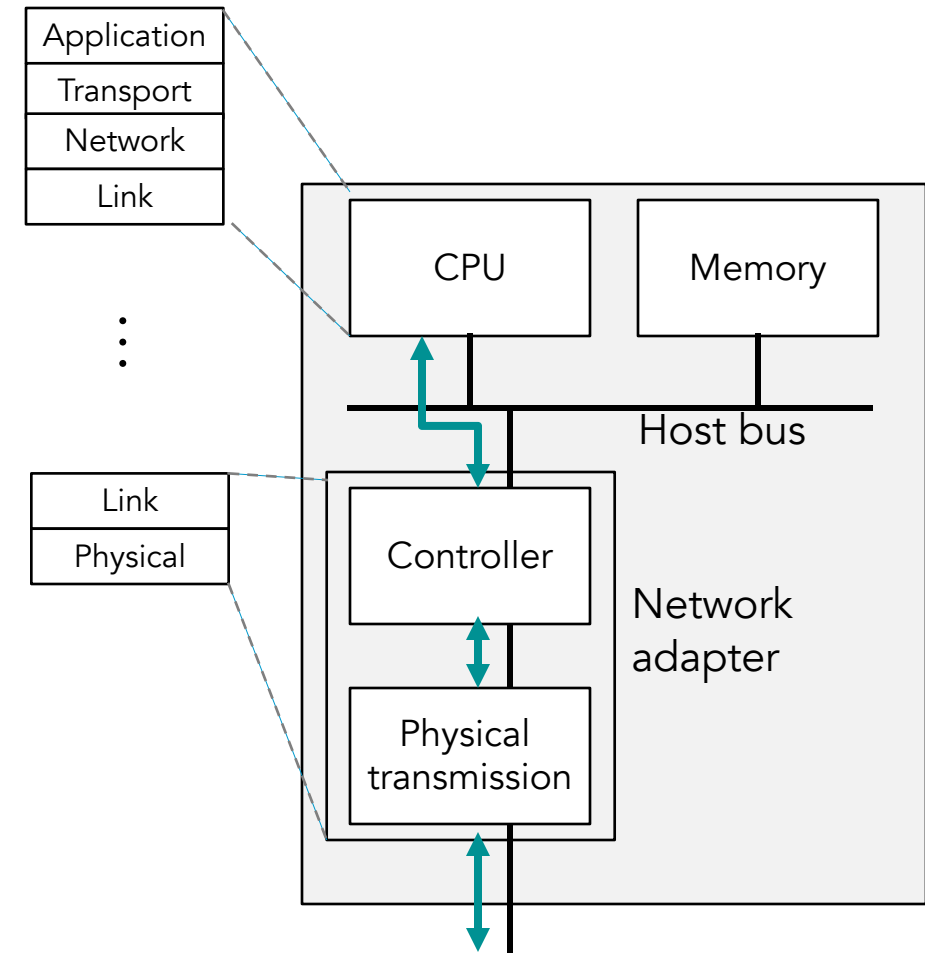 Application
Transport
Network
Link
CPU
Memory
Host bus
Link
Physical
Controller
Network
adapter
Physical
transmission